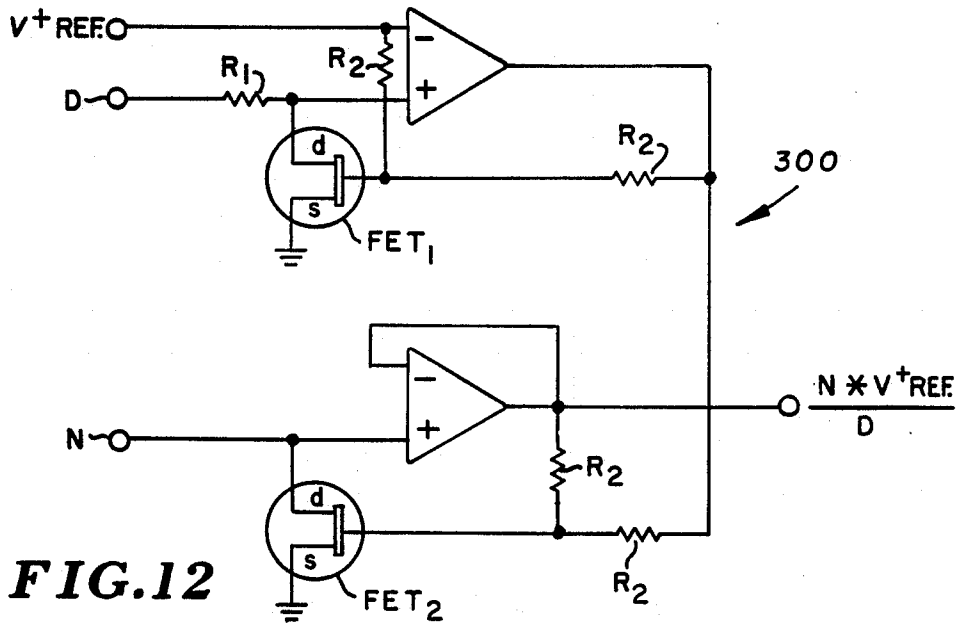 V+ REF.
R2
−
+
R1
D
d
s
FET1
R2
300
−
+
N
N * V+REF.
D
R2
d
s
FET2
R2
FIG.12